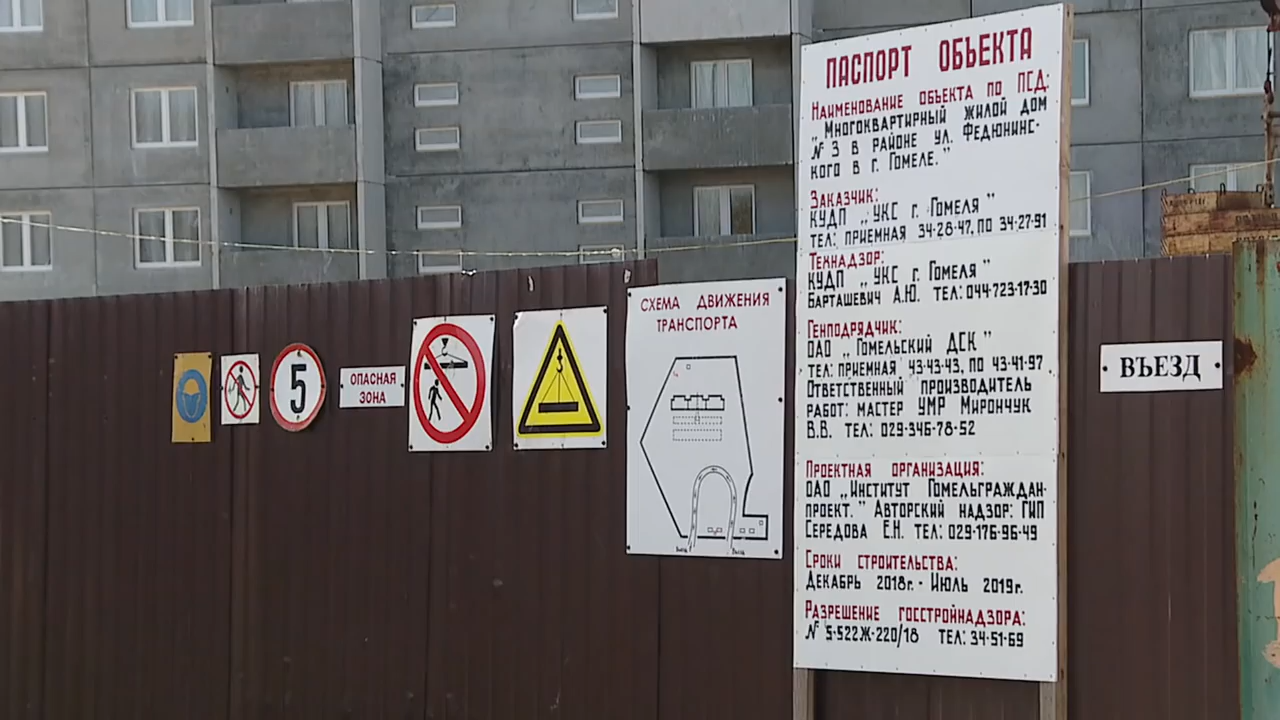 5
ОПАСНАЯ
ЗОНА
СХЕМА ДВИЖЕНИЯ
ТРАНСПОРТА
ПАСПОРТ ОБЪЕКТА
НАИМЕНОВАНИЕ ОБЪЕКТА ПО ПСД:
„МНОГОКВАРТИРНЫЙ ЖИЛОЙ ДОМ
№ 3 В РАЙОНЕ УЛ. ФЕДЮНИНС-
КОГО В Г. ГОМЕЛЕ."
ЗАКАЗЧИК:
КУДП „УКС г. ГОМЕЛЯ"
ТЕЛ: ПРИЕМНАЯ 34-28-47, ПО 34-27-91
ТЕХНАДЗОР:
КУДП „УКС г. ГОМЕЛЯ"
БАРТАШЕВИЧ А.Ю. ТЕЛ: 044-723-17-30
ГЕНПОДРЯДЧИК:
ОАО „ГОМЕЛЬСКИЙ ДСК"
ТЕЛ: ПРИЕМНАЯ 43-43-43, ПО 43-41-97
ОТВЕТСТВЕННЫЙ ПРОИЗВОДИТЕЛЬ
РАБОТ: МАСТЕР УМР МИРОНЧУК
В.В. ТЕЛ: 029-346-78-52
ПРОЕКТНАЯ ОРГАНИЗАЦИЯ:
ОАО „ИНСТИТУТ ГОМЕЛЬГРАЖДАН-
ПРОЕКТ." АВТОРСКИЙ НАДЗОР: ГИП
СЕРЕДОВА Е.Н. ТЕЛ: 029-176-96-49
СРОКИ СТРОИТЕЛЬСТВА:
ДЕКАБРЬ 2018г. - ИЮЛЬ 2019г.
РАЗРЕШЕНИЕ ГОССТРОЙНАДЗОРА:
№ 5-522Ж-220/18 ТЕЛ: 34-51-69
ВЪЕЗД